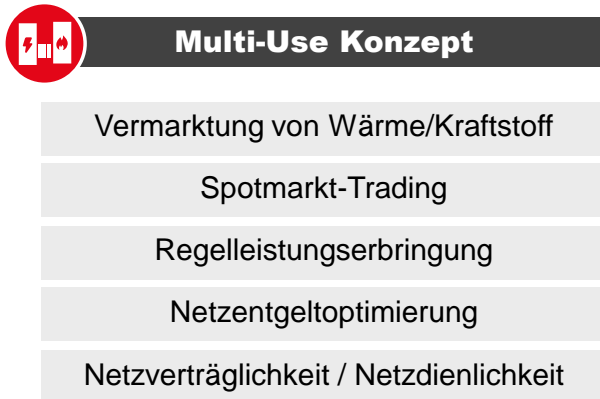 Multi-Use Konzept
Vermarktung von Wärme/Kraftstoff
Spotmarkt-Trading
Regelleistungserbringung
Netzentgeltoptimierung
Netzverträglichkeit / Netzdienlichkeit